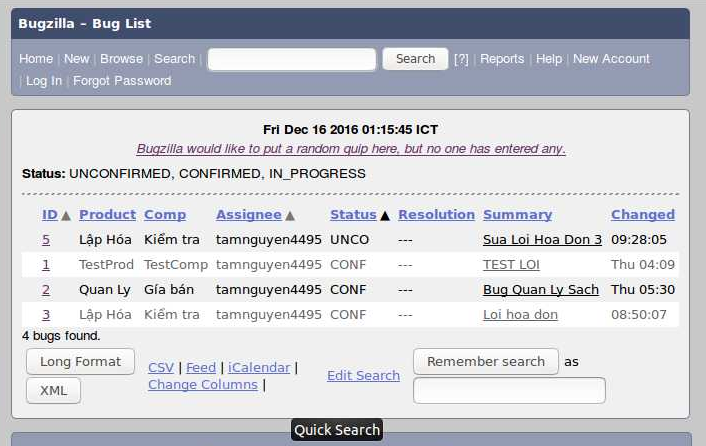 Bugzilla – Bug List
Home | New | Browse | Search | Search [?] | Reports | Help | New Account
| Log In | Forgot Password
Fri Dec 16 2016 01:15:45 ICT
Bugzilla would like to put a random quip here, but no one has entered any.
Status: UNCONFIRMED, CONFIRMED, IN_PROGRESS
ID ▲ Product Comp Assignee ▲ Status ▲ Resolution Summary Changed
5 Lập Hóa Kiểm tra tamnguyen4495 UNCO --- Sua Loi Hoa Don 3 09:28:05
1 TestProd TestComp tamnguyen4495 CONF --- TEST LOI Thu 04:09
2 Quan Ly Gía bán tamnguyen4495 CONF --- Bug Quan Ly Sach Thu 05:30
3 Lập Hóa Kiểm tra tamnguyen4495 CONF --- Loi hoa don 08:50:07
4 bugs found.
Long Format CSV | Feed | iCalendar | Edit Search Remember search as
XML Change Columns |
Quick Search